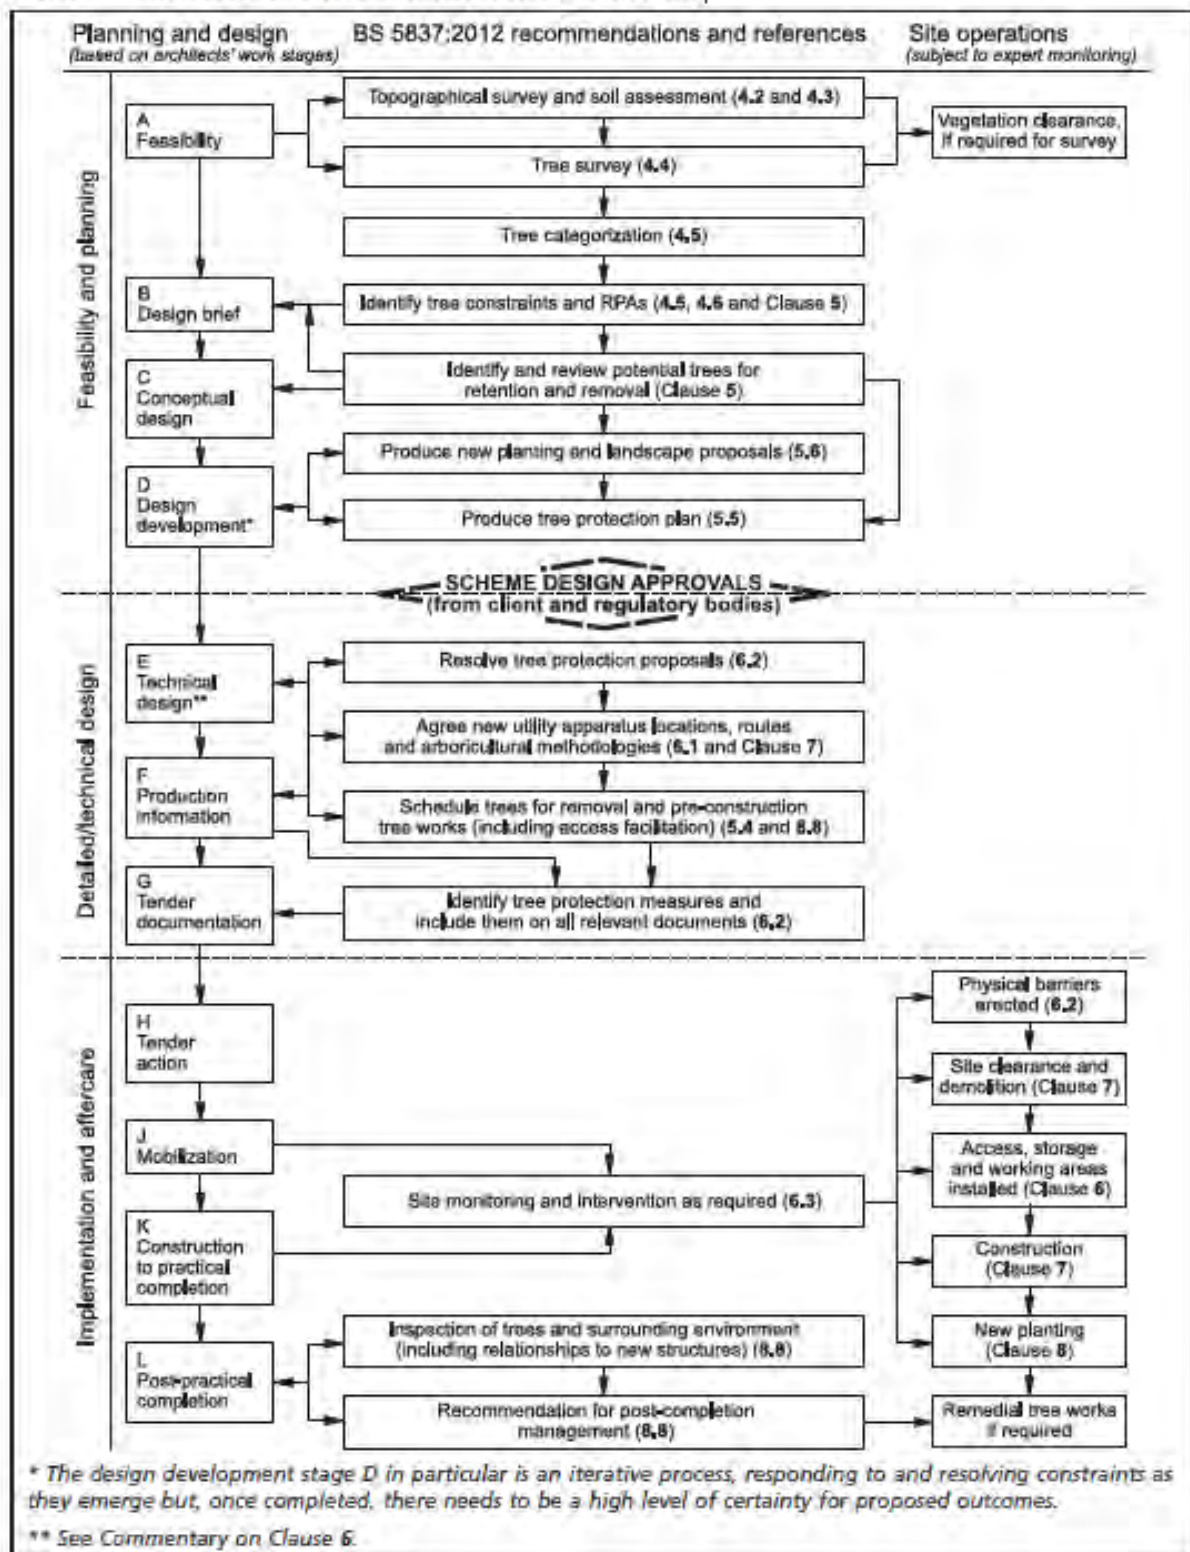 Planning and design
(based on architects' work stages)
BS 5837:2012 recommendations and references
Site operations
(subject to expert monitoring)
Feasibility and planning
A
Feasibility
Topographical survey and soil assessment (4.2 and 4.3)
Vegetation clearance,
if required for survey
Tree survey (4.4)
Tree categorization (4.5)
B
Design brief
Identify tree constraints and RPAs (4.5, 4.6 and Clause 5)
C
Conceptual
design
Identify and review potential trees for
retention and removal (Clause 5)
D
Design
development*
Produce new planting and landscape proposals (5.6)
Produce tree protection plan (5.5)
SCHEME DESIGN APPROVALS
(from client and regulatory bodies)
Detailed/technical design
E
Technical
design**
Resolve tree protection proposals (6.2)
Agree new utility apparatus locations, routes
and arboricultural methodologies (6.1 and Clause 7)
F
Production
information
Schedule trees for removal and pre-construction
tree works (including access facilitation) (5.4 and 8.8)
G
Tender
documentation
Identify tree protection measures and
include them on all relevant documents (6.2)
Implementation and aftercare
H
Tender
action
Physical barriers
erected (6.2)
Site clearance and
demolition (Clause 7)
J
Mobilization
Access, storage
and working areas
installed (Clause 6)
Site monitoring and intervention as required (6.3)
K
Construction
to practical
completion
Construction
(Clause 7)
New planting
(Clause 8)
L
Post-practical
completion
Inspection of trees and surrounding environment
(including relationships to new structures) (8.8)
Recommendation for post-completion
management (8.8)
Remedial tree works
if required
* The design development stage D in particular is an iterative process, responding to and resolving constraints as
they emerge but, once completed, there needs to be a high level of certainty for proposed outcomes.
** See Commentary on Clause 6.